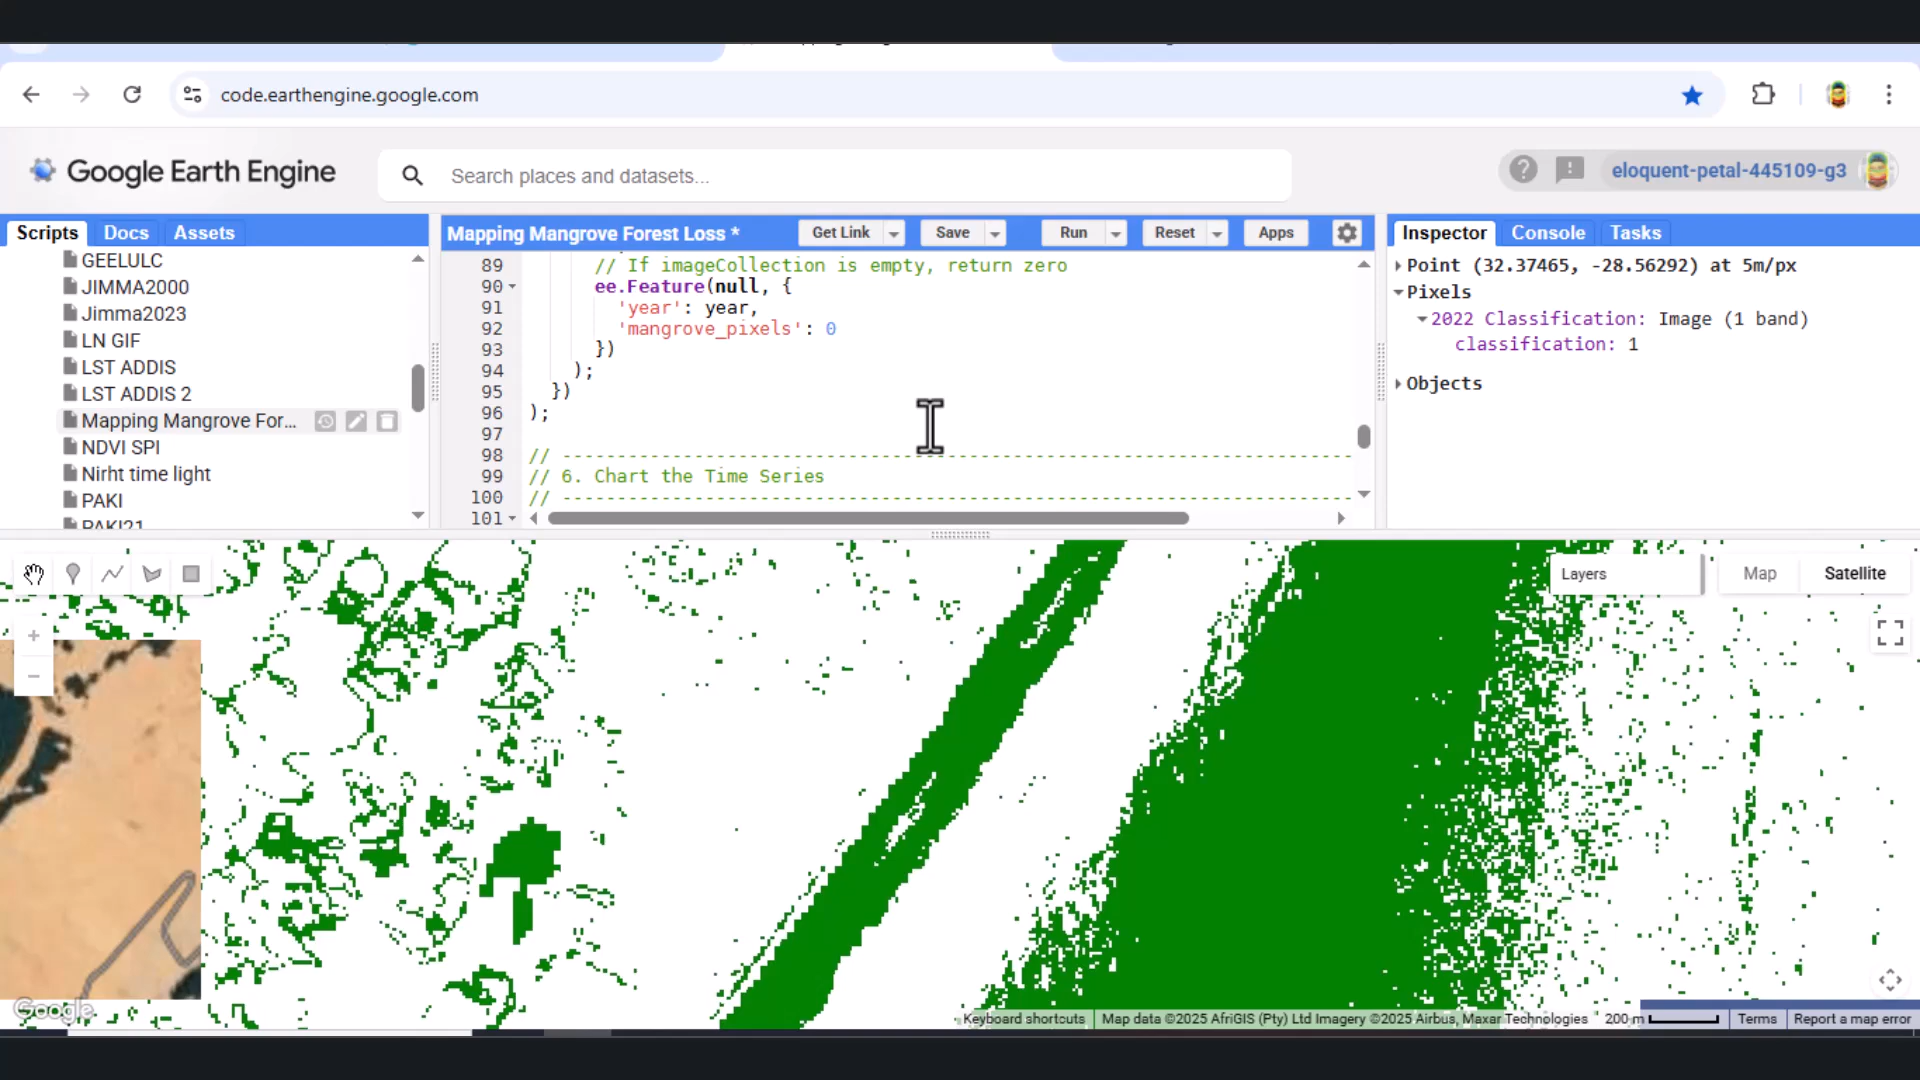 code.earthengine.google.com
Google Earth Engine
Search places and datasets...
eloquent-petal-445109-g3
Scripts Docs Assets
GEELULC
JIMMA2000
Jimma2023
LN GIF
LST ADDIS
LST ADDIS 2
Mapping Mangrove For...
NDVI SPI
Nirht time light
PAKI
PAKI21
Mapping Mangrove Forest Loss *
Get Link Save Run Reset Apps
89 // If imageCollection is empty, return zero
90 ee.Feature(null, {
91 'year': year,
92 'mangrove_pixels': 0
93 })
94 );
95 })
96 );
97
98 // --------------------------------------------------------------------------
99 // 6. Chart the Time Series
100 // --------------------------------------------------------------------------
101
Inspector Console Tasks
Point (32.37465, -28.56292) at 5m/px
Pixels
2022 Classification: Image (1 band)
classification: 1
Objects
Layers
Map Satellite
Google
Keyboard shortcuts Map data ©2025 AfriGIS (Pty) Ltd Imagery ©2025 Airbus, Maxar Technologies 200 m Terms Report a map error